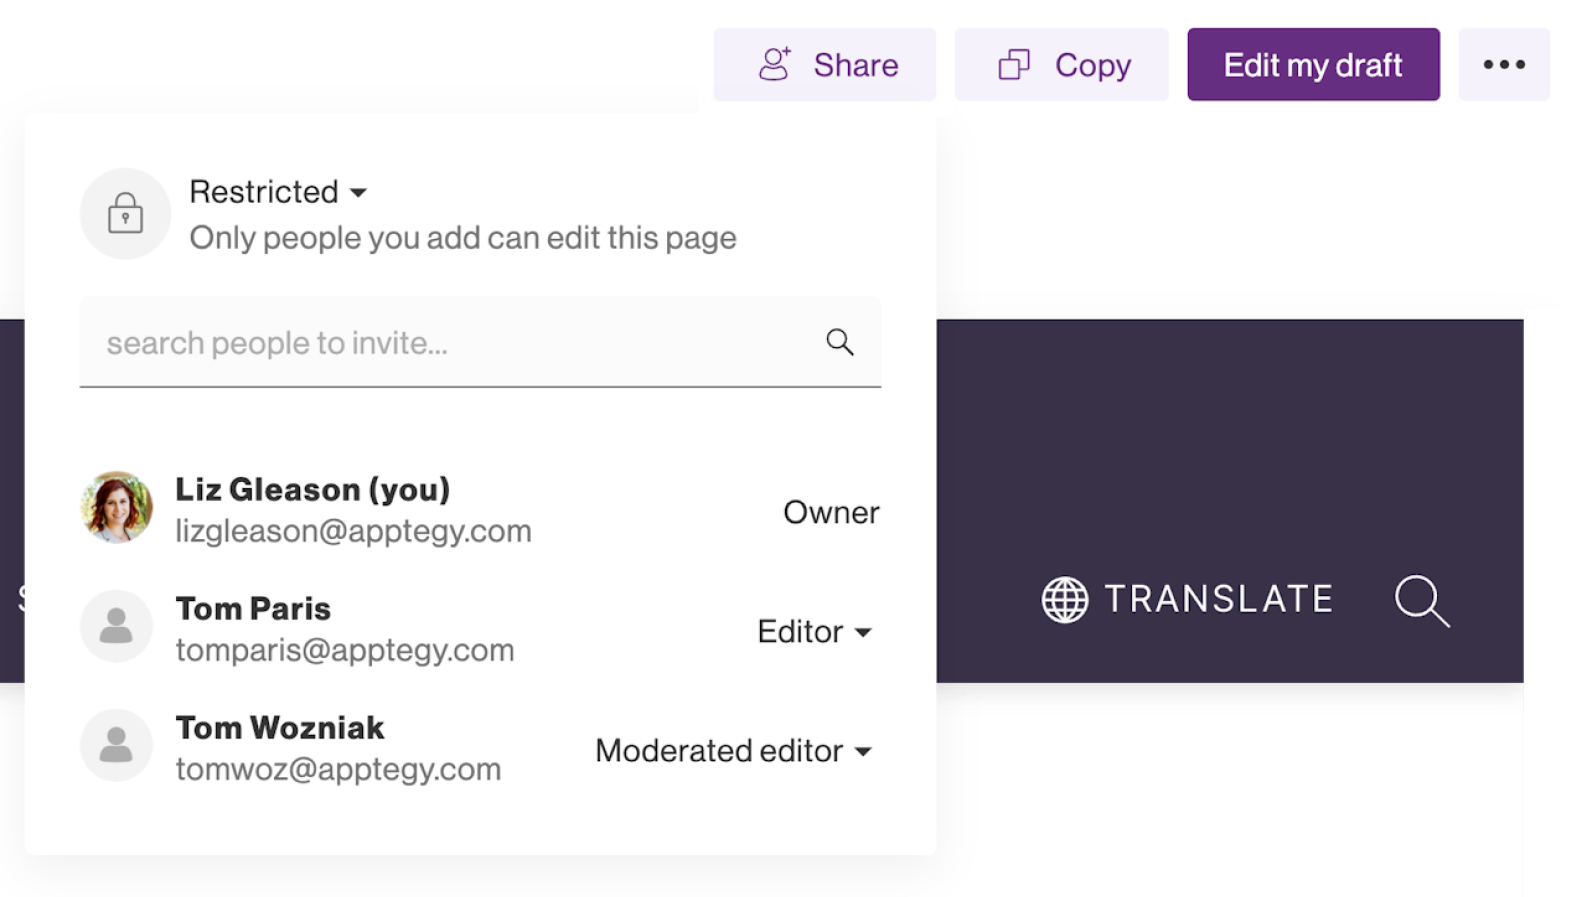 Share
Copy
Edit my draft
Restricted
Only people you add can edit this page
search people to invite...
Liz Gleason (you)
lizgleason@apptegy.com
Owner
Tom Paris
tomparis@apptegy.com
Editor
Tom Wozniak
tomwoz@apptegy.com
Moderated editor
TRANSLATE